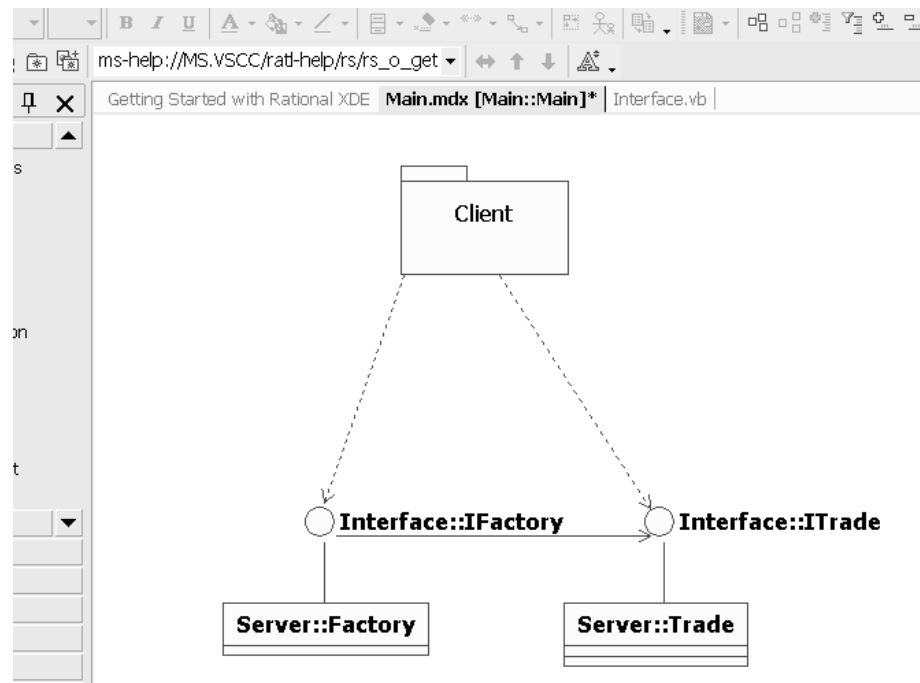 B I U A
ms-help://MS.VSCC/ratl-help/rs/rs_o_get
Getting Started with Rational XDE Main.mdx [Main::Main]* Interface.vb
s
Client
on
t
Interface::IFactory Interface::ITrade
Server::Factory Server::Trade